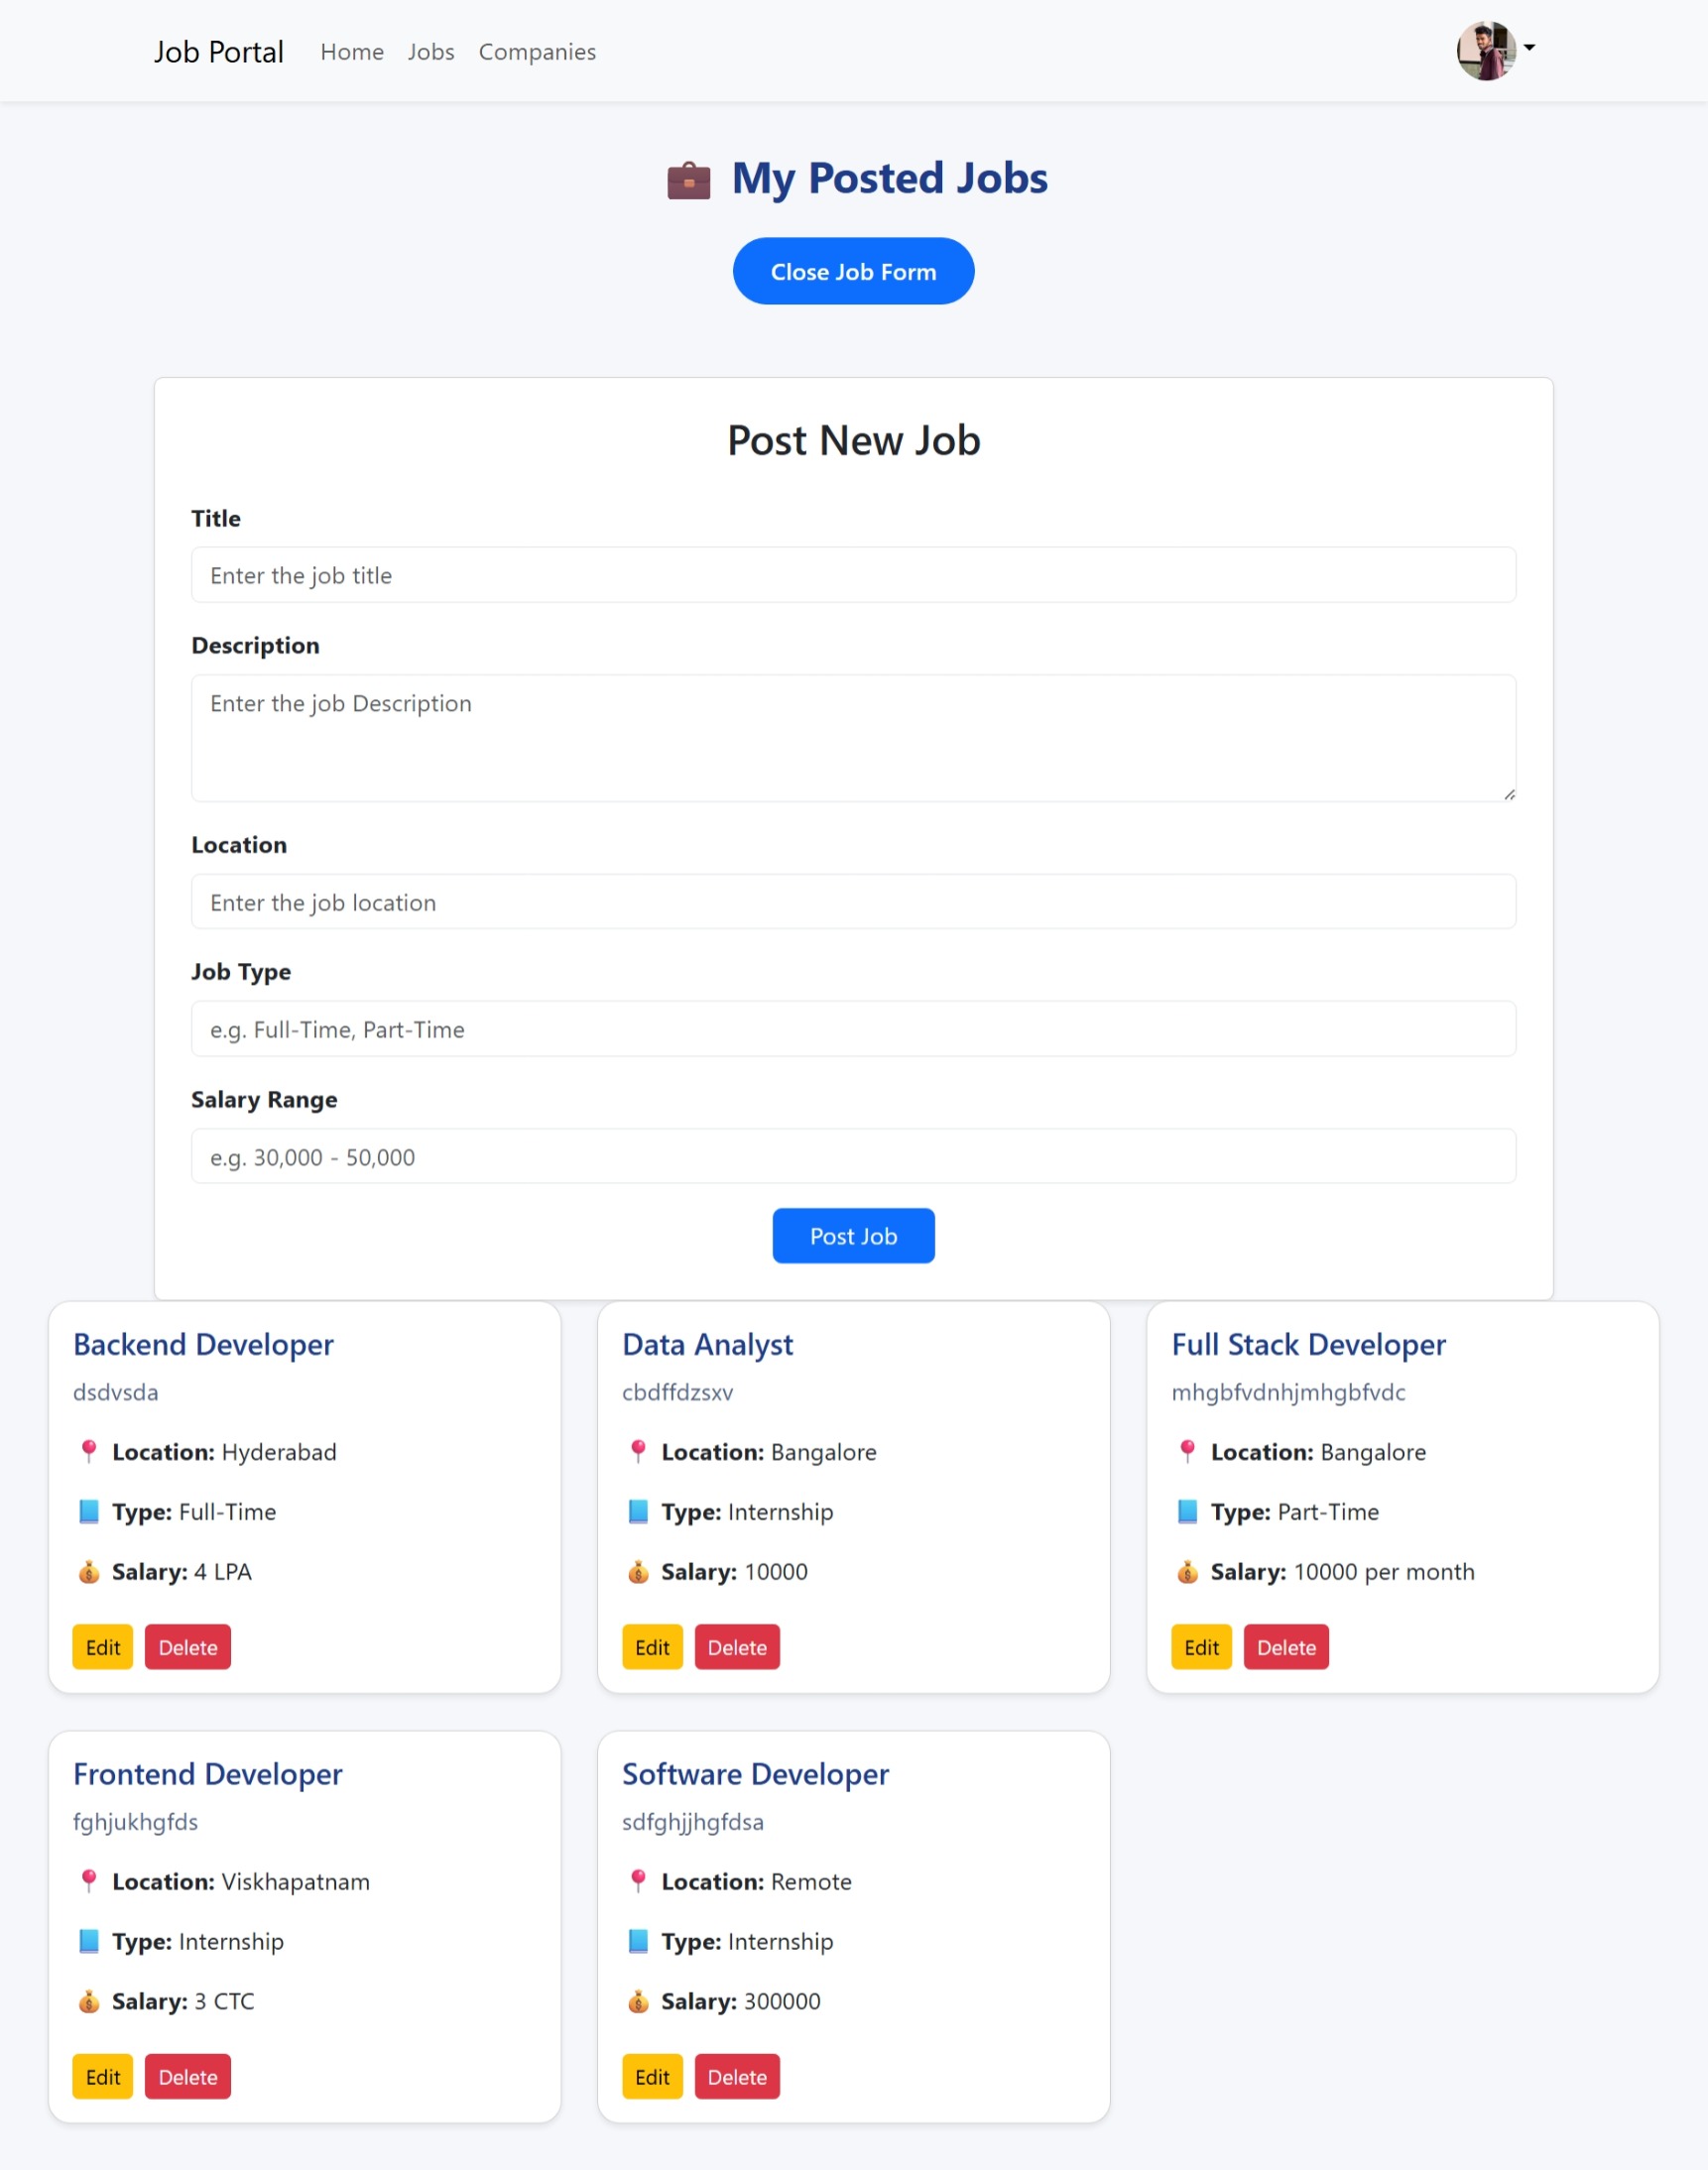 Job Portal Home Jobs Companies
My Posted Jobs
Close Job Form
Post New Job
Title
Enter the job title
Description
Enter the job Description
Location
Enter the job location
Job Type
e.g. Full-Time, Part-Time
Salary Range
e.g. 30,000 - 50,000
Post Job
Backend Developer
dsdvsda
Location: Hyderabad
Type: Full-Time
Salary: 4 LPA
Edit Delete
Data Analyst
cbdffdzsxv
Location: Bangalore
Type: Internship
Salary: 10000
Edit Delete
Full Stack Developer
mhgbfvdnhjmhgbfvdc
Location: Bangalore
Type: Part-Time
Salary: 10000 per month
Edit Delete
Frontend Developer
fghjukhgfds
Location: Viskhapatnam
Type: Internship
Salary: 3 CTC
Edit Delete
Software Developer
sdfghjjhgfdsa
Location: Remote
Type: Internship
Salary: 300000
Edit Delete